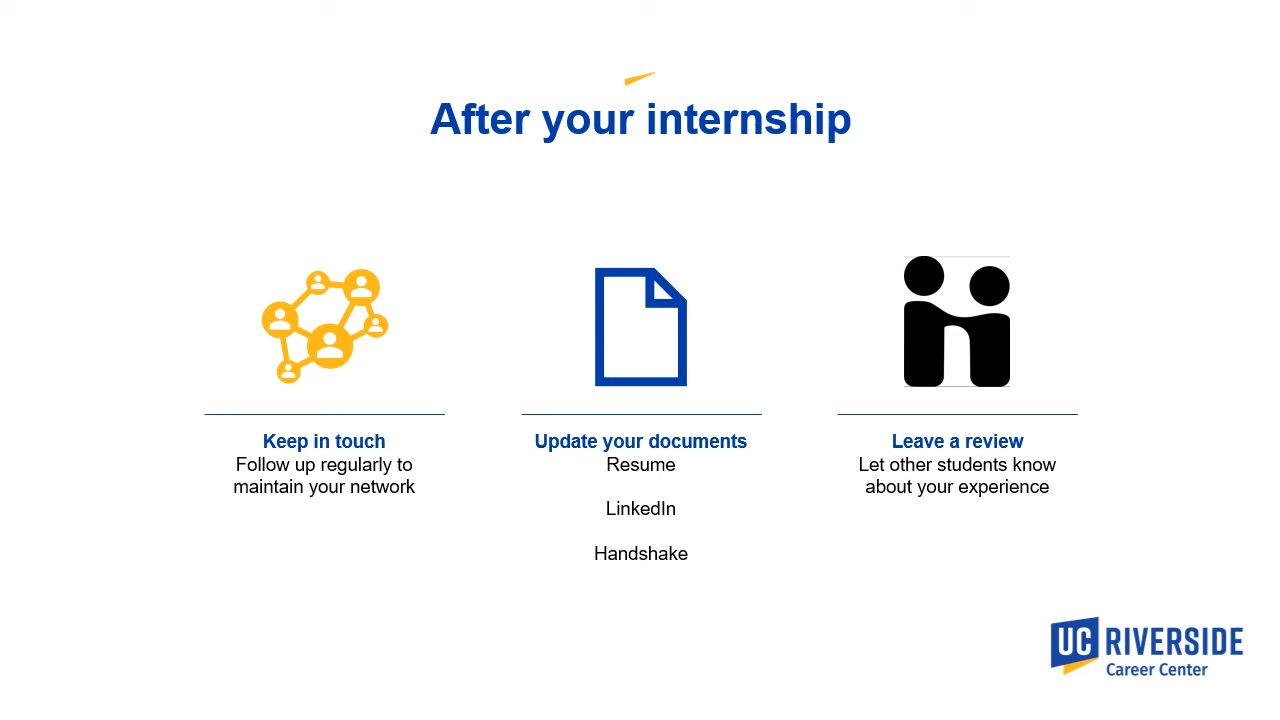 After your internship
Keep in touch
Follow up regularly to
maintain your network
Update your documents
Resume
LinkedIn
Handshake
Leave a review
Let other students know
about your experience
UC RIVERSIDE
Career Center